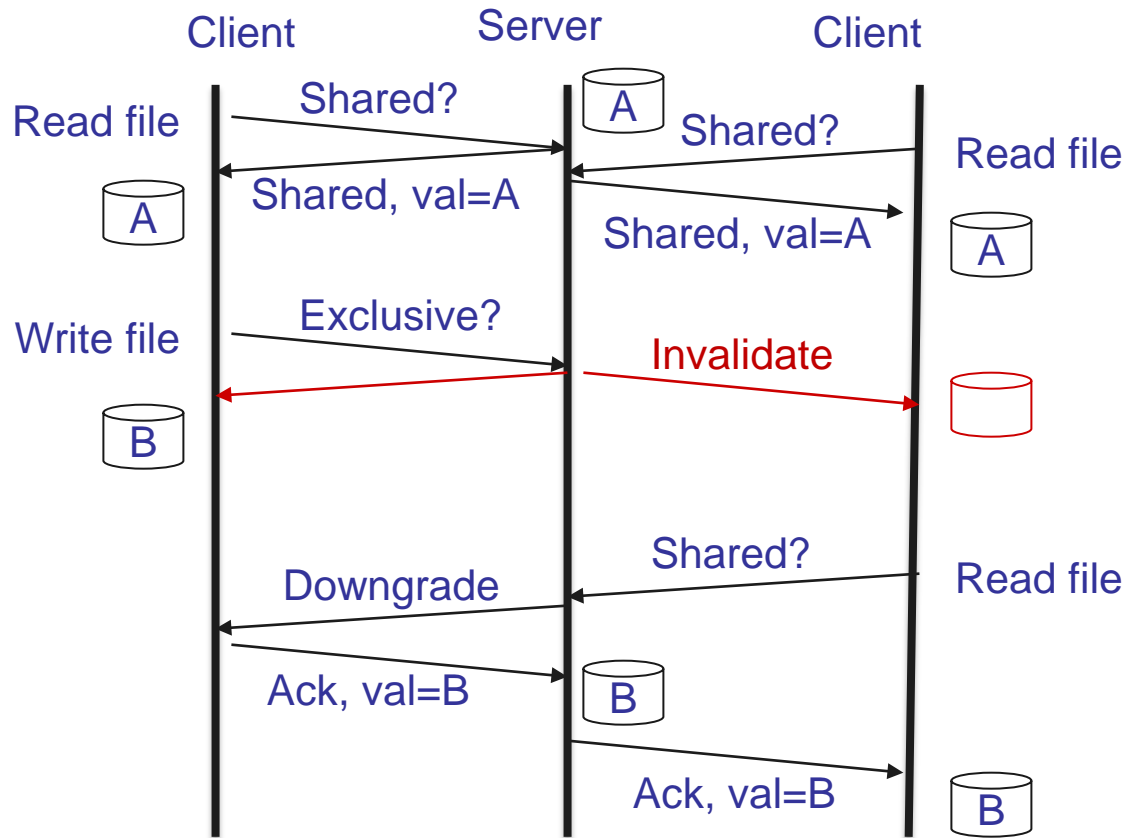 Client
Server
Client
Shared?
A
Read file
Shared?
Read file
Shared, val=A
A
Shared, val=A
A
Exclusive?
Write file
Invalidate
B
Shared?
Read file
Downgrade
Ack, val=B
B
Ack, val=B
B